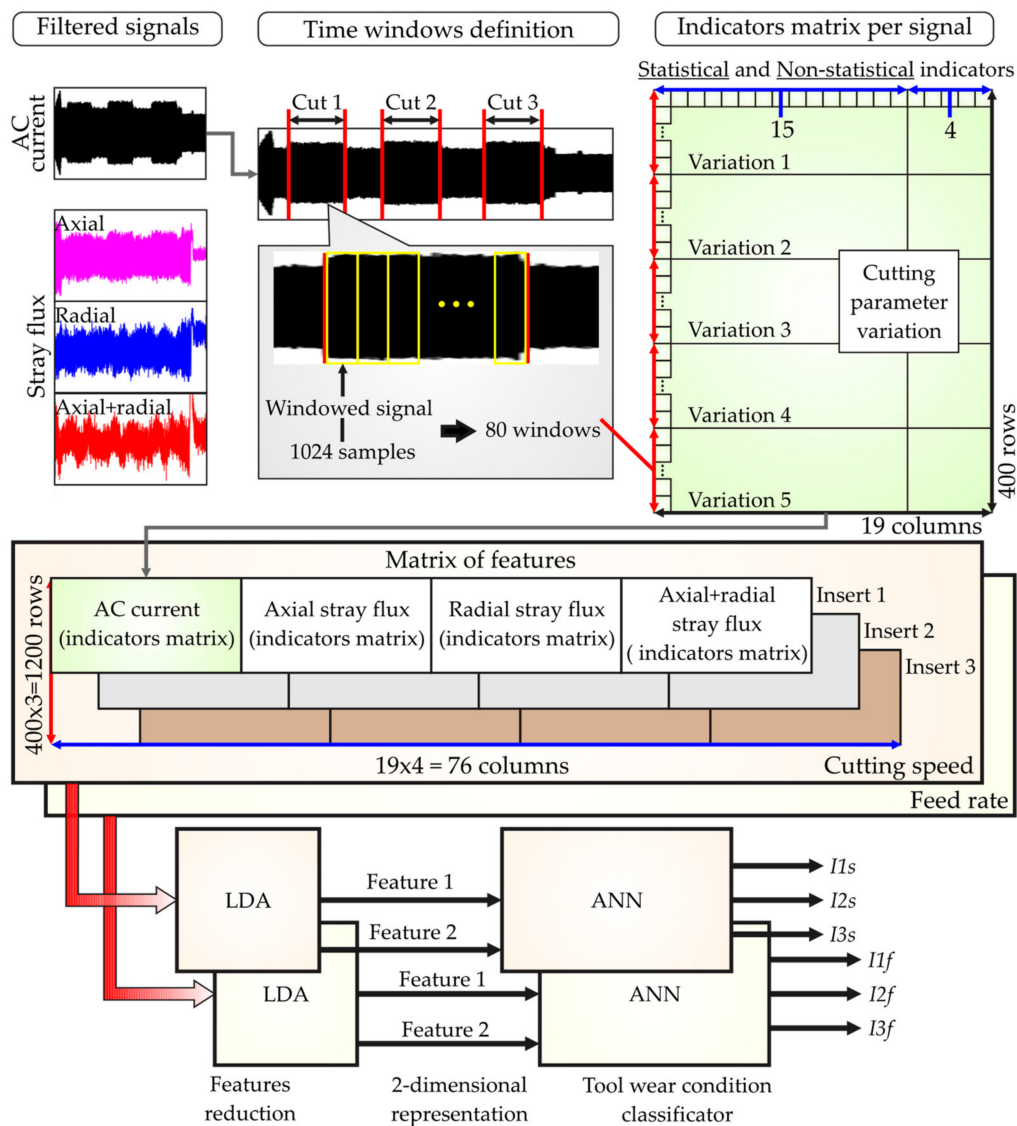 Filtered signals
Time windows definition
Indicators matrix per signal
AC
current
Stray flux
Axial
Radial
Axial+radial
Cut 1
Cut 2
Cut 3
Windowed signal
1024 samples
80 windows
Statistical and Non-statistical indicators
15
4
Variation 1
Variation 2
Variation 3
Variation 4
Variation 5
Cutting
parameter
variation
400 rows
19 columns
Matrix of features
400x3=1200 rows
AC current
(indicators matrix)
Axial stray flux
(indicators matrix)
Radial stray flux
(indicators matrix)
Axial+radial
stray flux
( indicators matrix)
Insert 1
Insert 2
Insert 3
19x4 = 76 columns
Cutting speed
Feed rate
LDA
Feature 1
Feature 2
ANN
I1s
I2s
I3s
LDA
Feature 1
Feature 2
ANN
I1f
I2f
I3f
Features
reduction
2-dimensional
representation
Tool wear condition
classificator